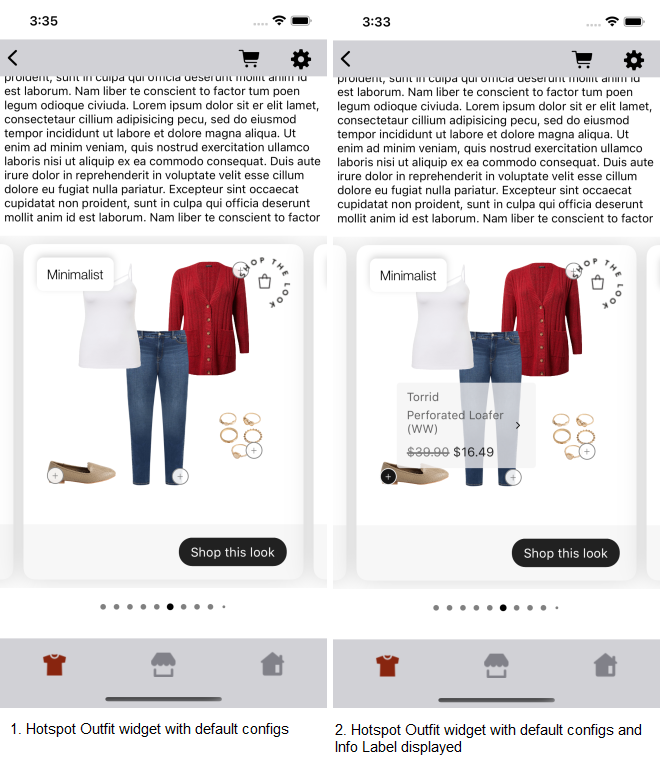 3:35
proident, sunt in culpa qui officia deserunt mollit anim id
est laborum. Nam liber te conscient to factor tum poen
legum odioque civiuda. Lorem ipsum dolor sit er elit lamet,
consectetaur cillium adipisicing pecu, sed do eiusmod
tempor incididunt ut labore et dolore magna aliqua. Ut
enim ad minim veniam, quis nostrud exercitation ullamco
laboris nisi ut aliquip ex ea commodo consequat. Duis aute
irure dolor in reprehenderit in voluptate velit esse cillum
dolore eu fugiat nulla pariatur. Excepteur sint occaecat
cupidatat non proident, sunt in culpa qui officia deserunt
mollit anim id est laborum. Nam liber te conscient to factor
Minimalist
SHOP THE LOOK
Shop this look
1. Hotspot Outfit widget with default configs
3:33
proident, sunt in culpa qui officia deserunt mollit anim id
est laborum. Nam liber te conscient to factor tum poen
legum odioque civiuda. Lorem ipsum dolor sit er elit lamet,
consectetaur cillium adipisicing pecu, sed do eiusmod
tempor incididunt ut labore et dolore magna aliqua. Ut
enim ad minim veniam, quis nostrud exercitation ullamco
laboris nisi ut aliquip ex ea commodo consequat. Duis aute
irure dolor in reprehenderit in voluptate velit esse cillum
dolore eu fugiat nulla pariatur. Excepteur sint occaecat
cupidatat non proident, sunt in culpa qui officia deserunt
mollit anim id est laborum. Nam liber te conscient to factor
Minimalist
SHOP THE LOOK
Torrid
Perforated Loafer
(WW)
$39.90 $16.49
Shop this look
2. Hotspot Outfit widget with default configs and
Info Label displayed